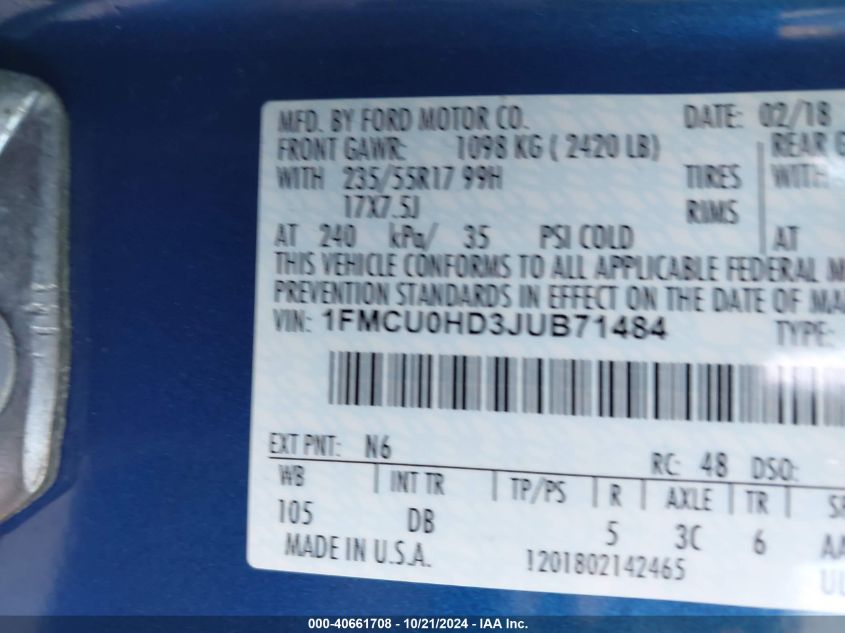 MFD. BY FORD MOTOR CO. DATE: 02/18
FRONT GAWR: 1098 KG ( 2420 LB) REAR G
WITH 235/55R17 99H TIRES WITH
17X7.5J RIMS
AT 240 kPa/ 35 PSI COLD AT
THIS VEHICLE CONFORMS TO ALL APPLICABLE FEDERAL M
PREVENTION STANDARDS IN EFFECT ON THE DATE OF MA
VIN: 1FMCU0HD3JUB71484 TYPE:
EXT PNT: N6 RC: 48 DSO:
WB INT TR TP/PS R AXLE TR SP
105 DB 5 3C 6 AA
MADE IN U.S.A. 1201802142465 UL
000-40661708 - 10/21/2024 - © IAA, Inc.